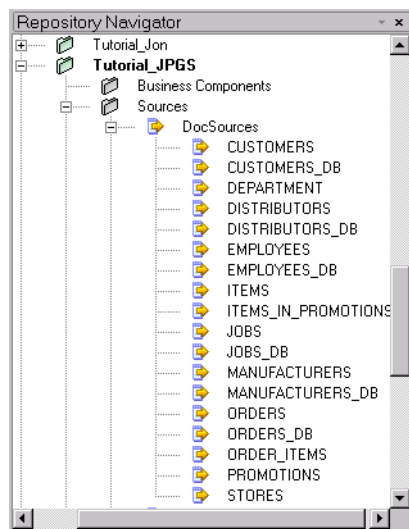 Repository Navigator
Tutorial_Jon
Tutorial_JPGS
Business Components
Sources
DocSources
CUSTOMERS
CUSTOMERS_DB
DEPARTMENT
DISTRIBUTORS
DISTRIBUTORS_DB
EMPLOYEES
EMPLOYEES_DB
ITEMS
ITEMS_IN_PROMOTIONS
JOBS
JOBS_DB
MANUFACTURERS
MANUFACTURERS_DB
ORDERS
ORDERS_DB
ORDER_ITEMS
PROMOTIONS
STORES